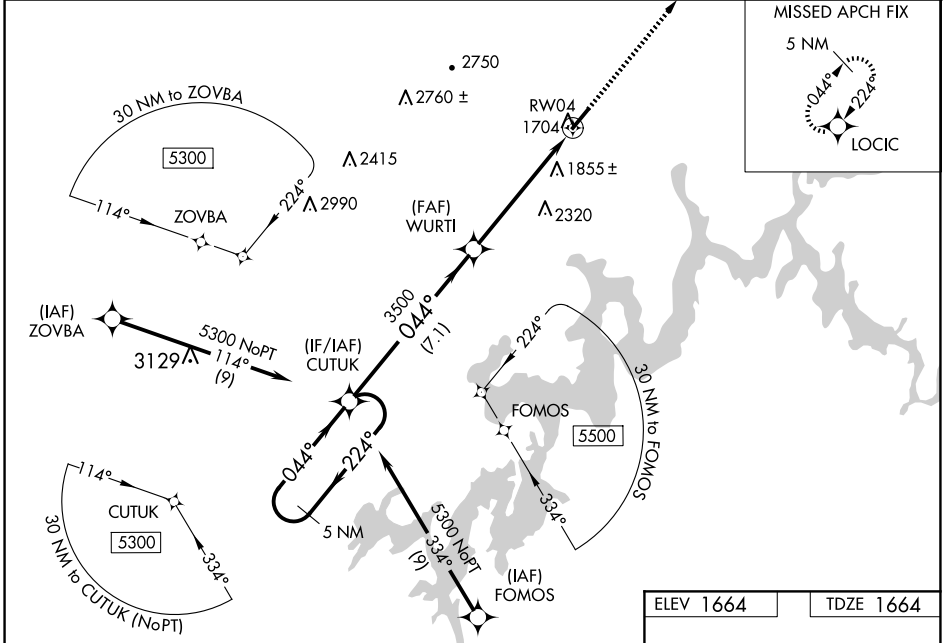 MISSED APCH FIX
5 NM
044°
224°
LOCIC
2750
2760 ±
RW04
1704
30 NM to ZOVBA
5300
2415
1855 ±
114°
ZOVBA
224°
2990
(FAF)
WURTI
2320
(IAF)
ZOVBA
5300 NoPT
114°
(9)
3129
(IF/IAF)
CUTUK
3500
044°
(7.1)
224°
30 NM to FOMOS
FOMOS
5500
334°
044°
224°
5 NM
114°
CUTUK
5300
334°
30 NM to CUTUK (NoPT)
5300 NoPT
334°
(9)
(IAF)
FOMOS
ELEV 1664
TDZE 1664